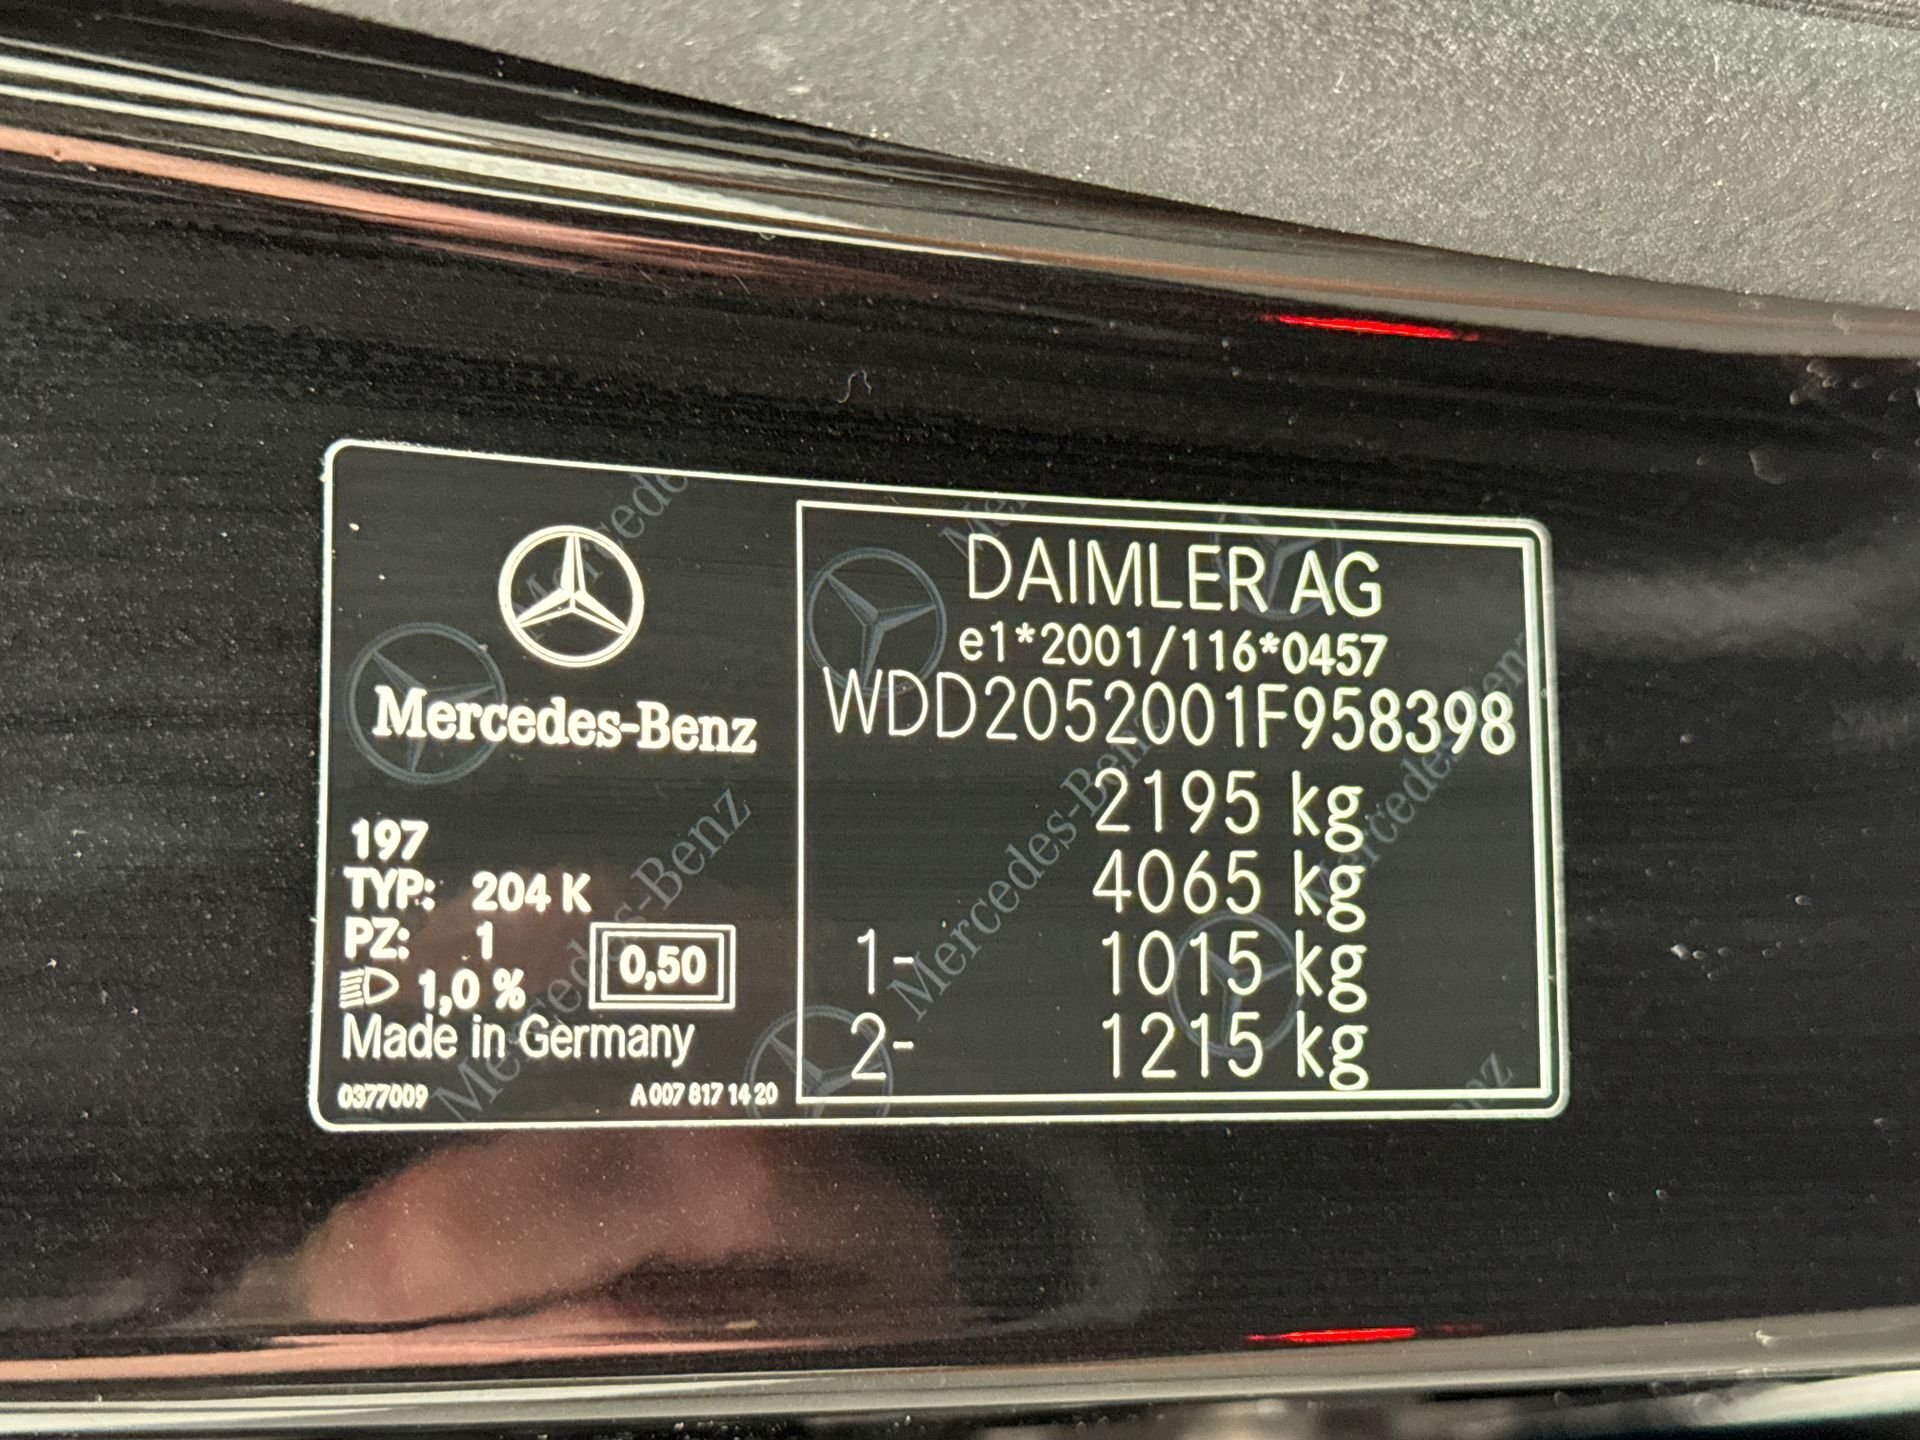 Mercedes-Benz
197
TYP: 204 K
PZ: 1
1,0 %
0,50
Made in Germany
0377009
A 007 817 14 20
DAIMLER AG
e1*2001/116*0457
WDD2052001F958398
2195 kg
4065 kg
1- 1015 kg
2- 1215 kg